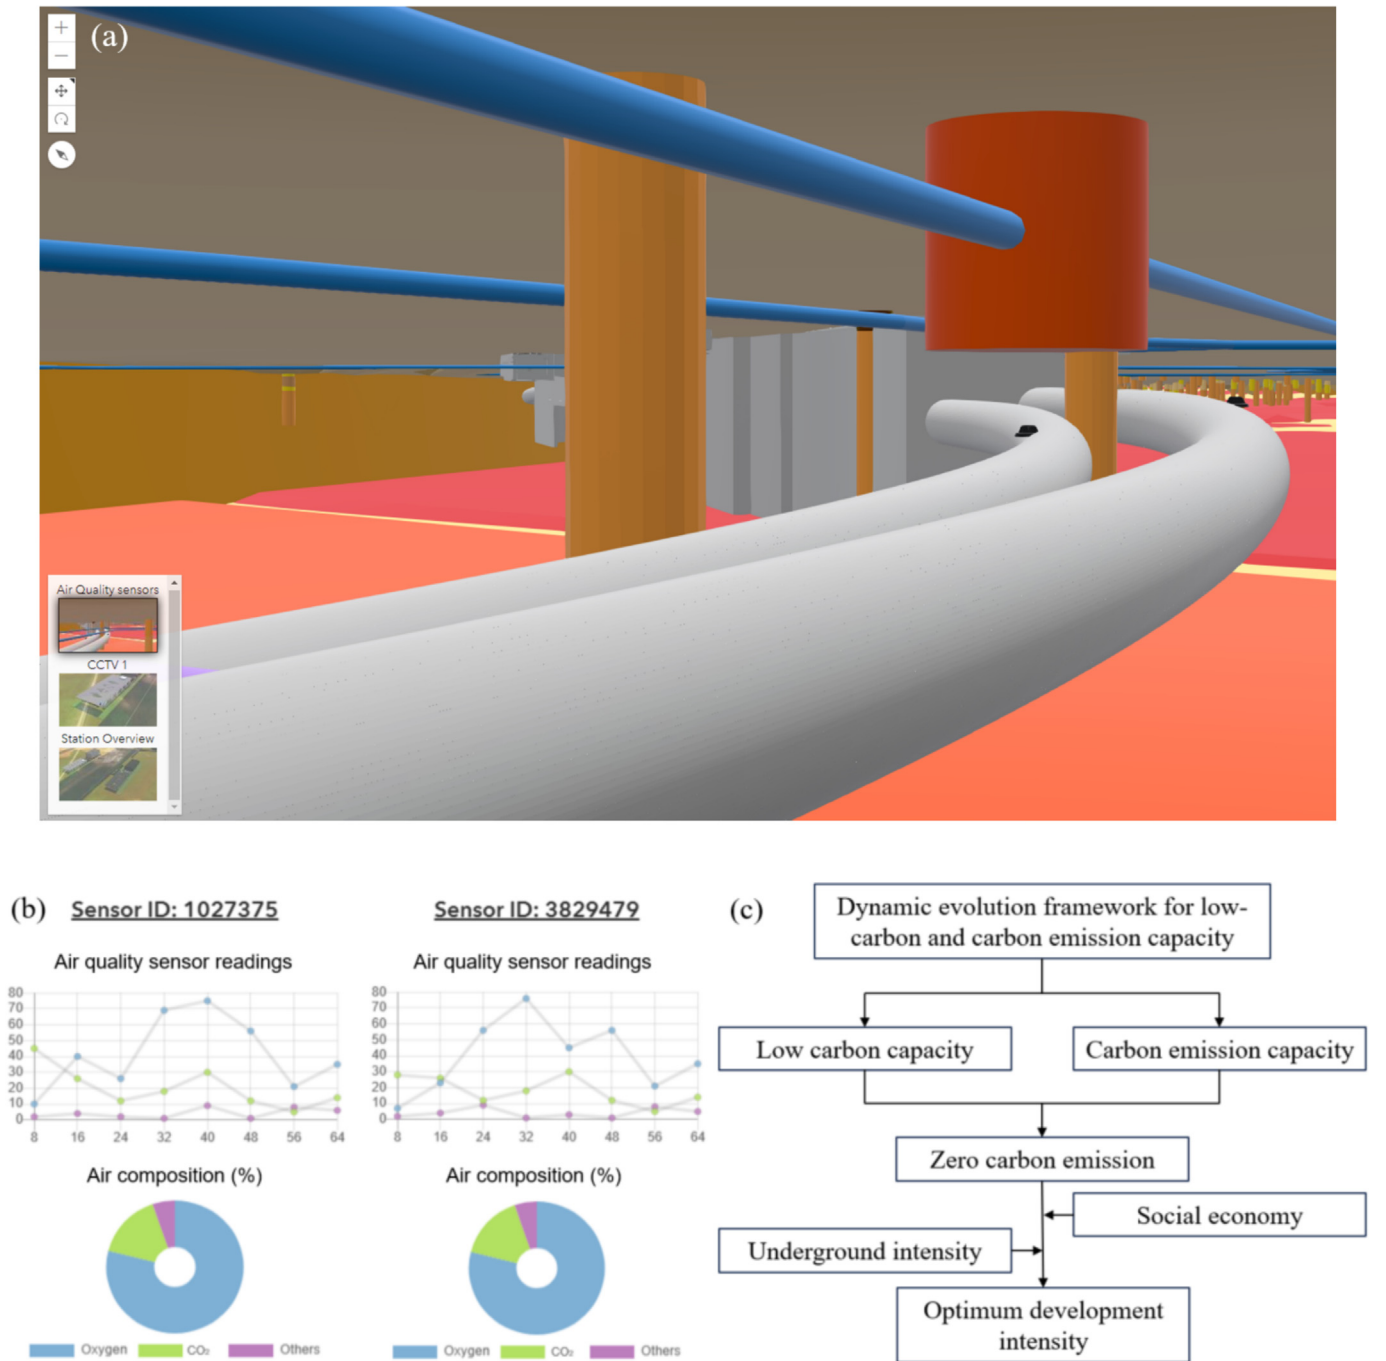 (a)
Air Quality sensors
CCTV 1
Station Overview
(b)
Sensor ID: 1027375
Air quality sensor readings
80
70
60
50
40
30
20
10
0
8 16 24 32 40 48 56 64
Air composition (%)
Oxygen CO₂ Others
Sensor ID: 3829479
Air quality sensor readings
80
70
60
50
40
30
20
10
0
8 16 24 32 40 48 56 64
Air composition (%)
Oxygen CO₂ Others
(c)
Dynamic evolution framework for low-
carbon and carbon emission capacity
Low carbon capacity
Carbon emission capacity
Zero carbon emission
Social economy
Underground intensity
Optimum development
intensity